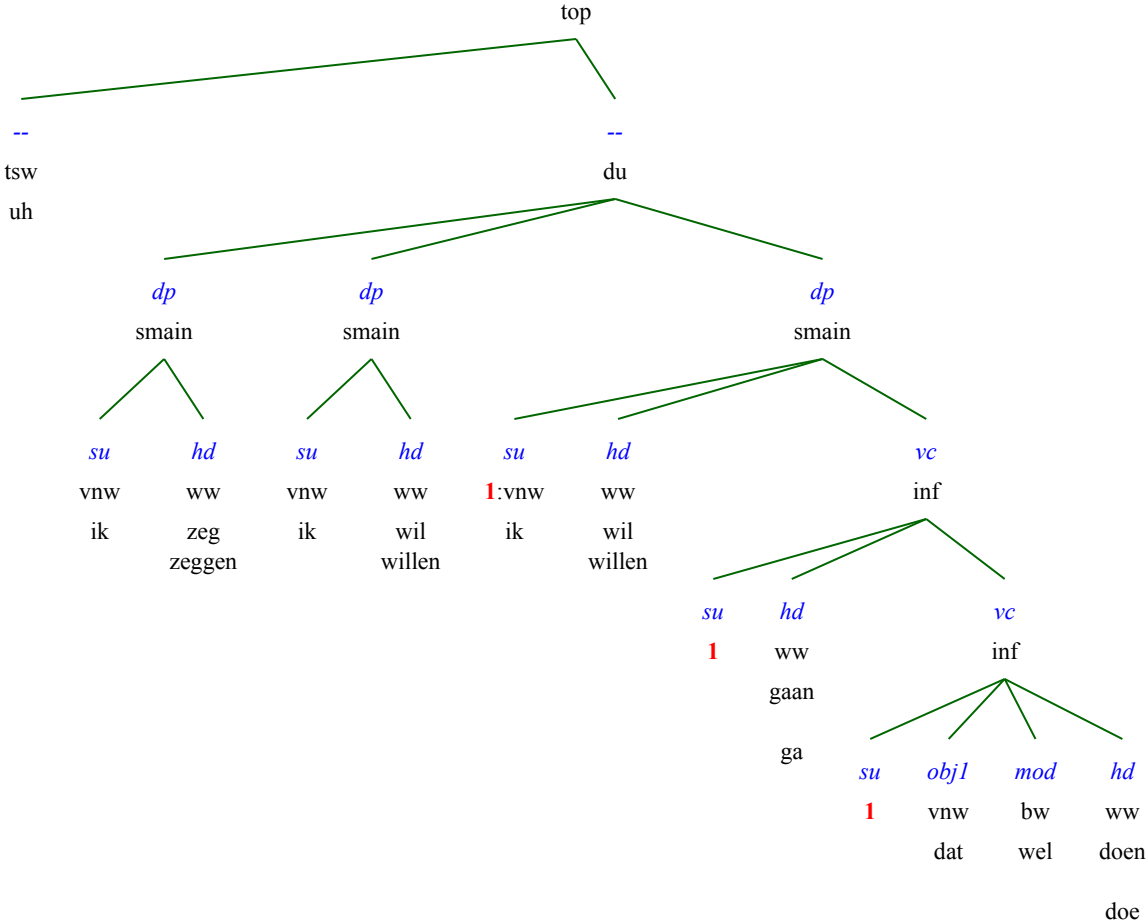 top
-- --
tsw du
uh
dp dp dp
smain smain smain
su hd su hd su hd vc
vnw ww vnw ww 1:vnw ww inf
ik zeg ik wil ik wil
zeggen willen willen
su hd vc
1 ww inf
gaan
ga
su obj1 mod hd
1 vnw bw ww
dat wel doen
doe